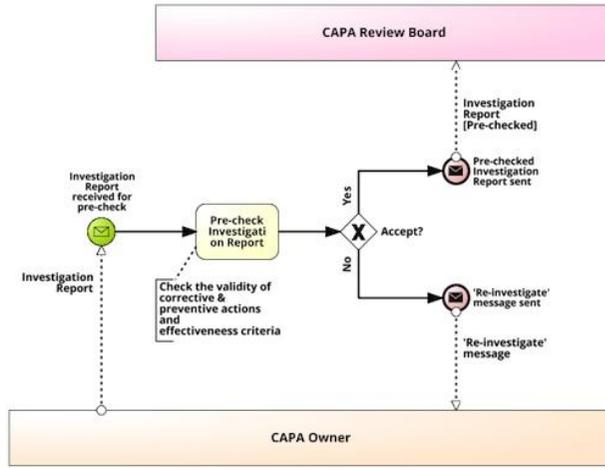 CAPA Review Board
Investigation
Report
[Pre-checked]
Investigation
Report
received for
pre-check
Pre-checked
Investigation
Report sent
Yes
Pre-check
Investigati
on Report
X
Accept?
No
Investigation
Report
Check the validity of
corrective &
preventive actions
and
effectiveneess criteria
'Re-investigate'
message sent
'Re-investigate'
message
CAPA Owner